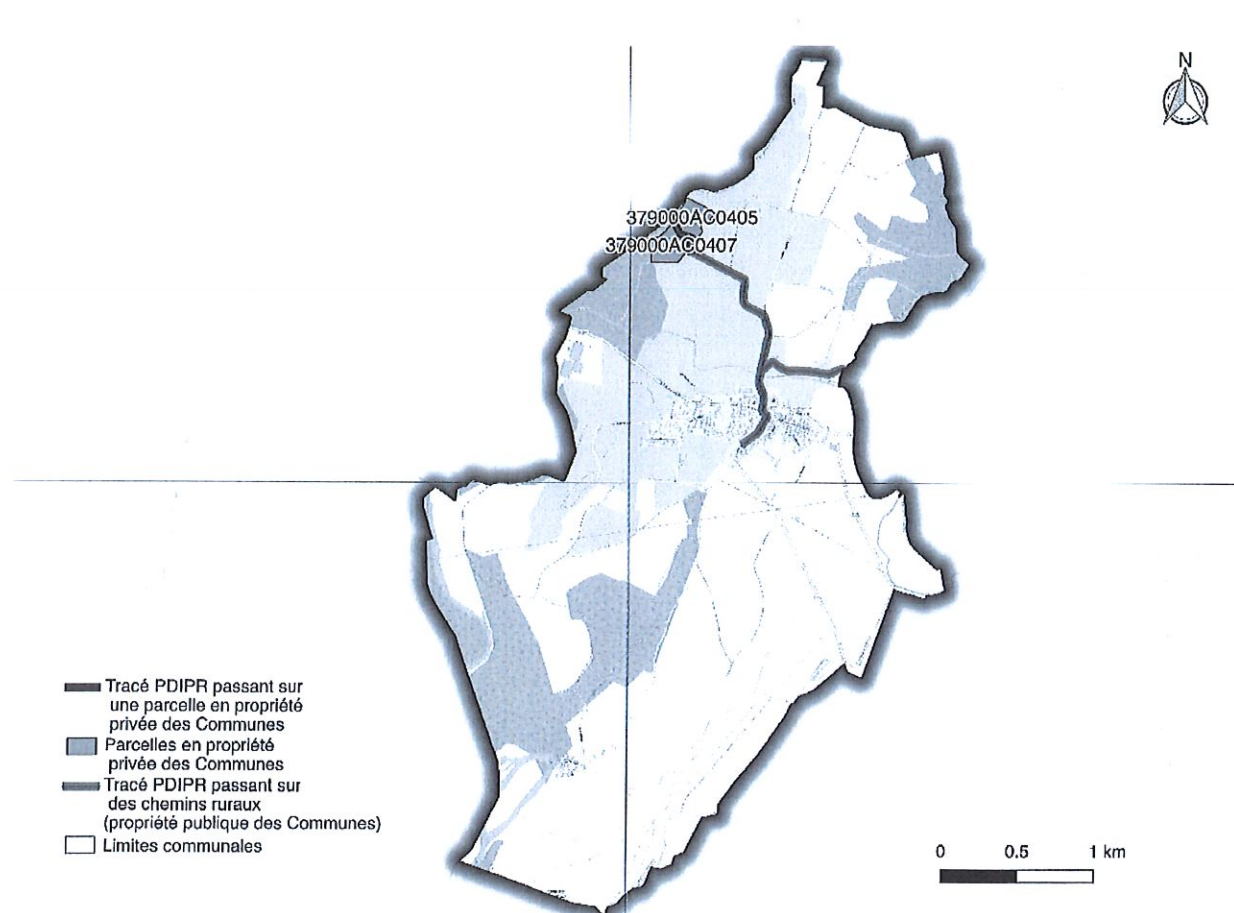 N
379000AC0405
379000AC0407
Tracé PDIPR passant sur
une parcelle en propriété
privée des Communes
Parcelles en propriété
privée des Communes
Tracé PDIPR passant sur
des chemins ruraux
(propriété publique des Communes)
Limites communales
0 0.5 1 km